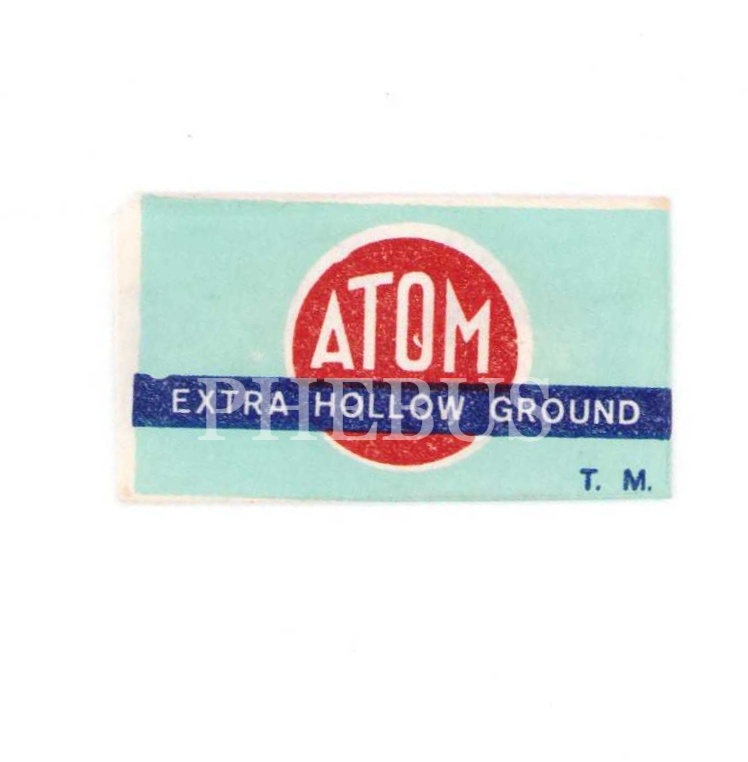 ATOM
EXTRA HOLLOW GROUND
PHEBUS
T. M.